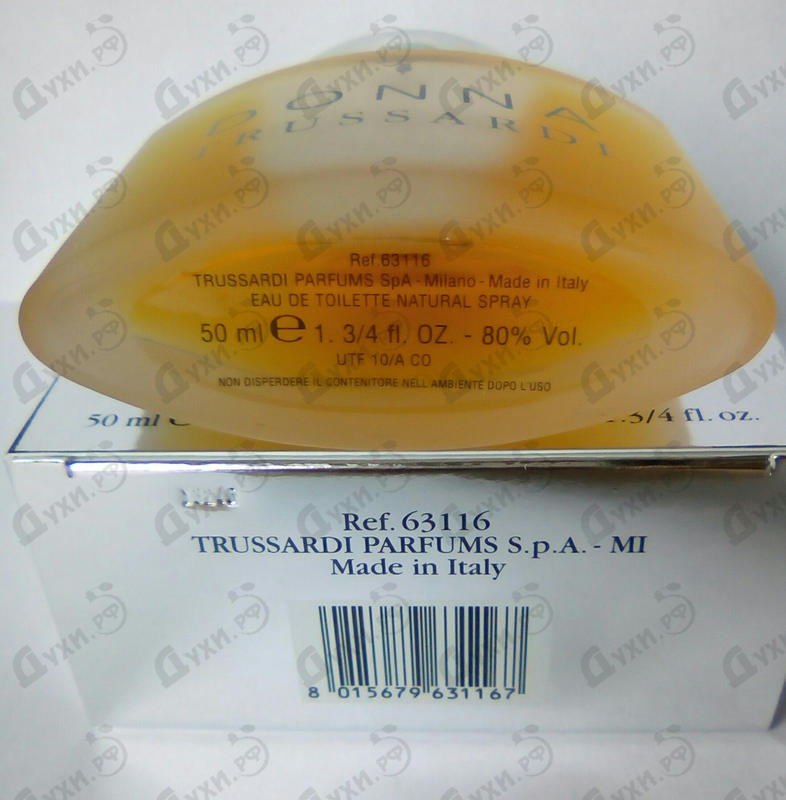 DONNA
TRUSSARDI
Ref.63116
TRUSSARDI PARFUMS SpA - Milano - Made in Italy
EAU DE TOILETTE NATURAL SPRAY
50 ml e 1. 3/4 fl. OZ. - 80% Vol.
UTF 10/A CO
NON DISPERDERE IL CONTENITORE NELL'AMBIENTE DOPO L'USO
50 ml e 1.3/4 fl. oz.
Ref. 63116
TRUSSARDI PARFUMS S.p.A. - MI
Made in Italy
8 015679 631167
Духи.рф